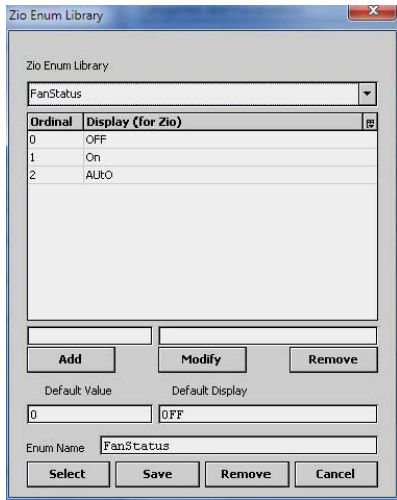 Zio Enum Library
Zio Enum Library
FanStatus
Ordinal Display (for Zio)
0 OFF
1 On
2 AUtO
Add Modify Remove
Default Value Default Display
0 OFF
Enum Name FanStatus
Select Save Remove Cancel